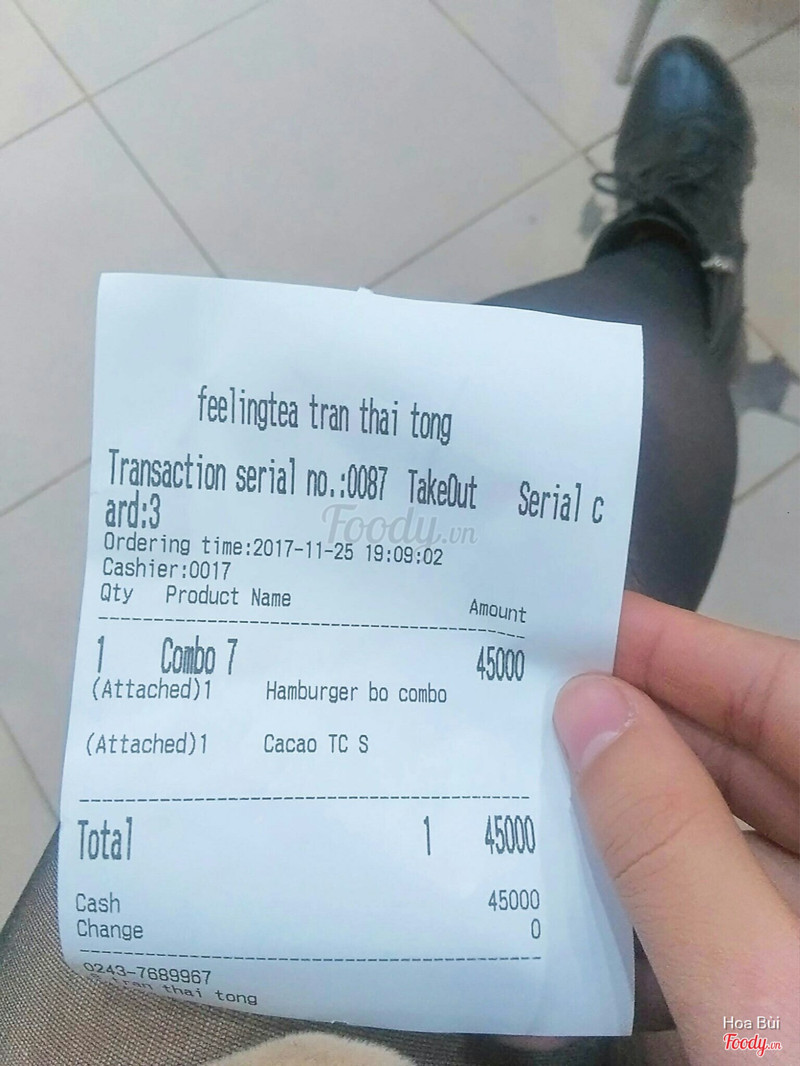 feelingtea tran thai tong
Transaction serial no.:0087 TakeOut Serial c
ard:3
Ordering time:2017-11-25 19:09:02
Cashier:0017
Qty Product Name Amount
1 Combo 7 45000
(Attached)1 Hamburger bo combo
(Attached)1 Cacao TC S
Total 1 45000
Cash 45000
Change 0
0243-7689967
tran thai tong
Foody.vn
Hoa Bùi
Foody.vn